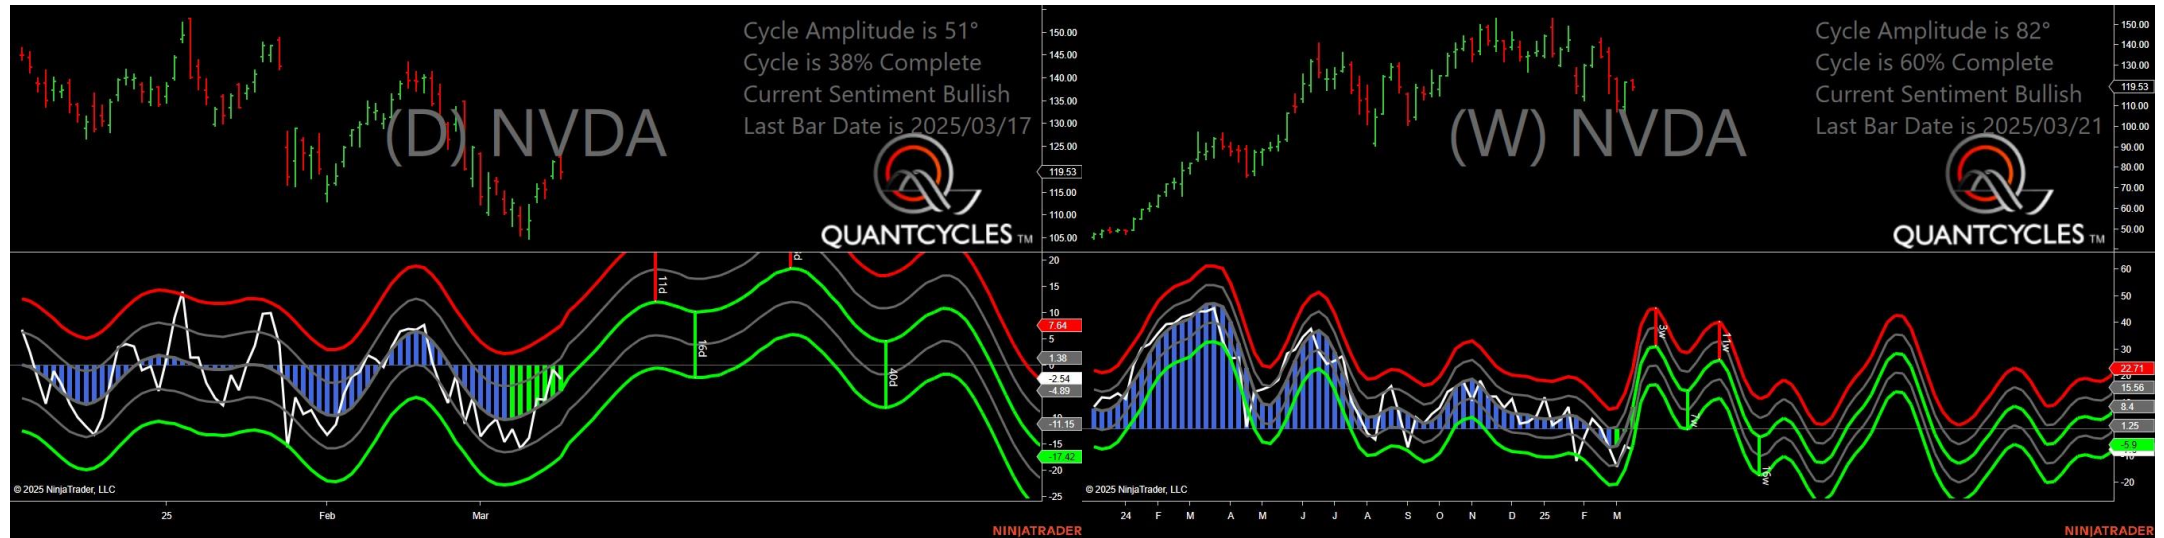 Cycle Amplitude is 51°
Cycle is 38% Complete
Current Sentiment Bullish
Last Bar Date is 2025/03/17
(D) NVDA
QUANTCYCLES TM
150.00
145.00
140.00
135.00
130.00
125.00
119.53
115.00
110.00
105.00
20
15
10
7.64
5
1.38
0
-2.54
-4.89
-11.15
-15
-17.42
-20
-25
11d
16d
40d
© 2025 NinjaTrader, LLC
25 Feb Mar
NINJATRADER
Cycle Amplitude is 82°
Cycle is 60% Complete
Current Sentiment Bullish
Last Bar Date is 2025/03/21
(W) NVDA
QUANTCYCLES TM
150.00
140.00
130.00
119.53
110.00
100.00
90.00
80.00
70.00
60.00
50.00
60
50
40
30
22.71
15.56
8.4
1.25
-5.9
-20
3w
7w
11w
16w
© 2025 NinjaTrader, LLC
24 F M A M J J A S O N D 25 F M
NINJATRADER